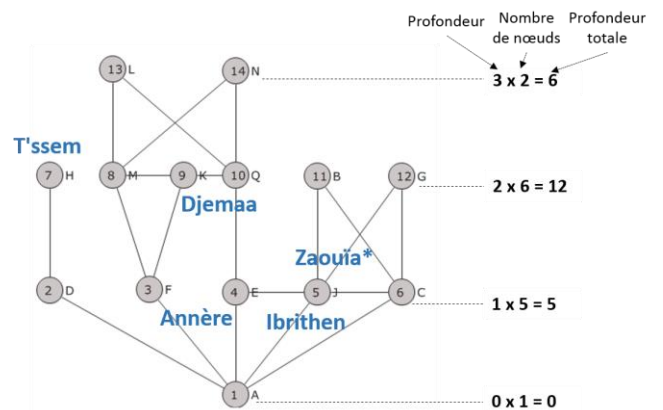 Profondeur
Nombre
de nœuds
Profondeur
totale
13 L
14 N
3 x 2 = 6
T'ssem
7 H
8 M
9 K
10 Q
11 B
12 G
2 x 6 = 12
Djemaa
Zaouïa*
2 D
3 F
4 E
5 J
6 C
1 x 5 = 5
Annère
Ibrithen
1 A
0 x 1 = 0